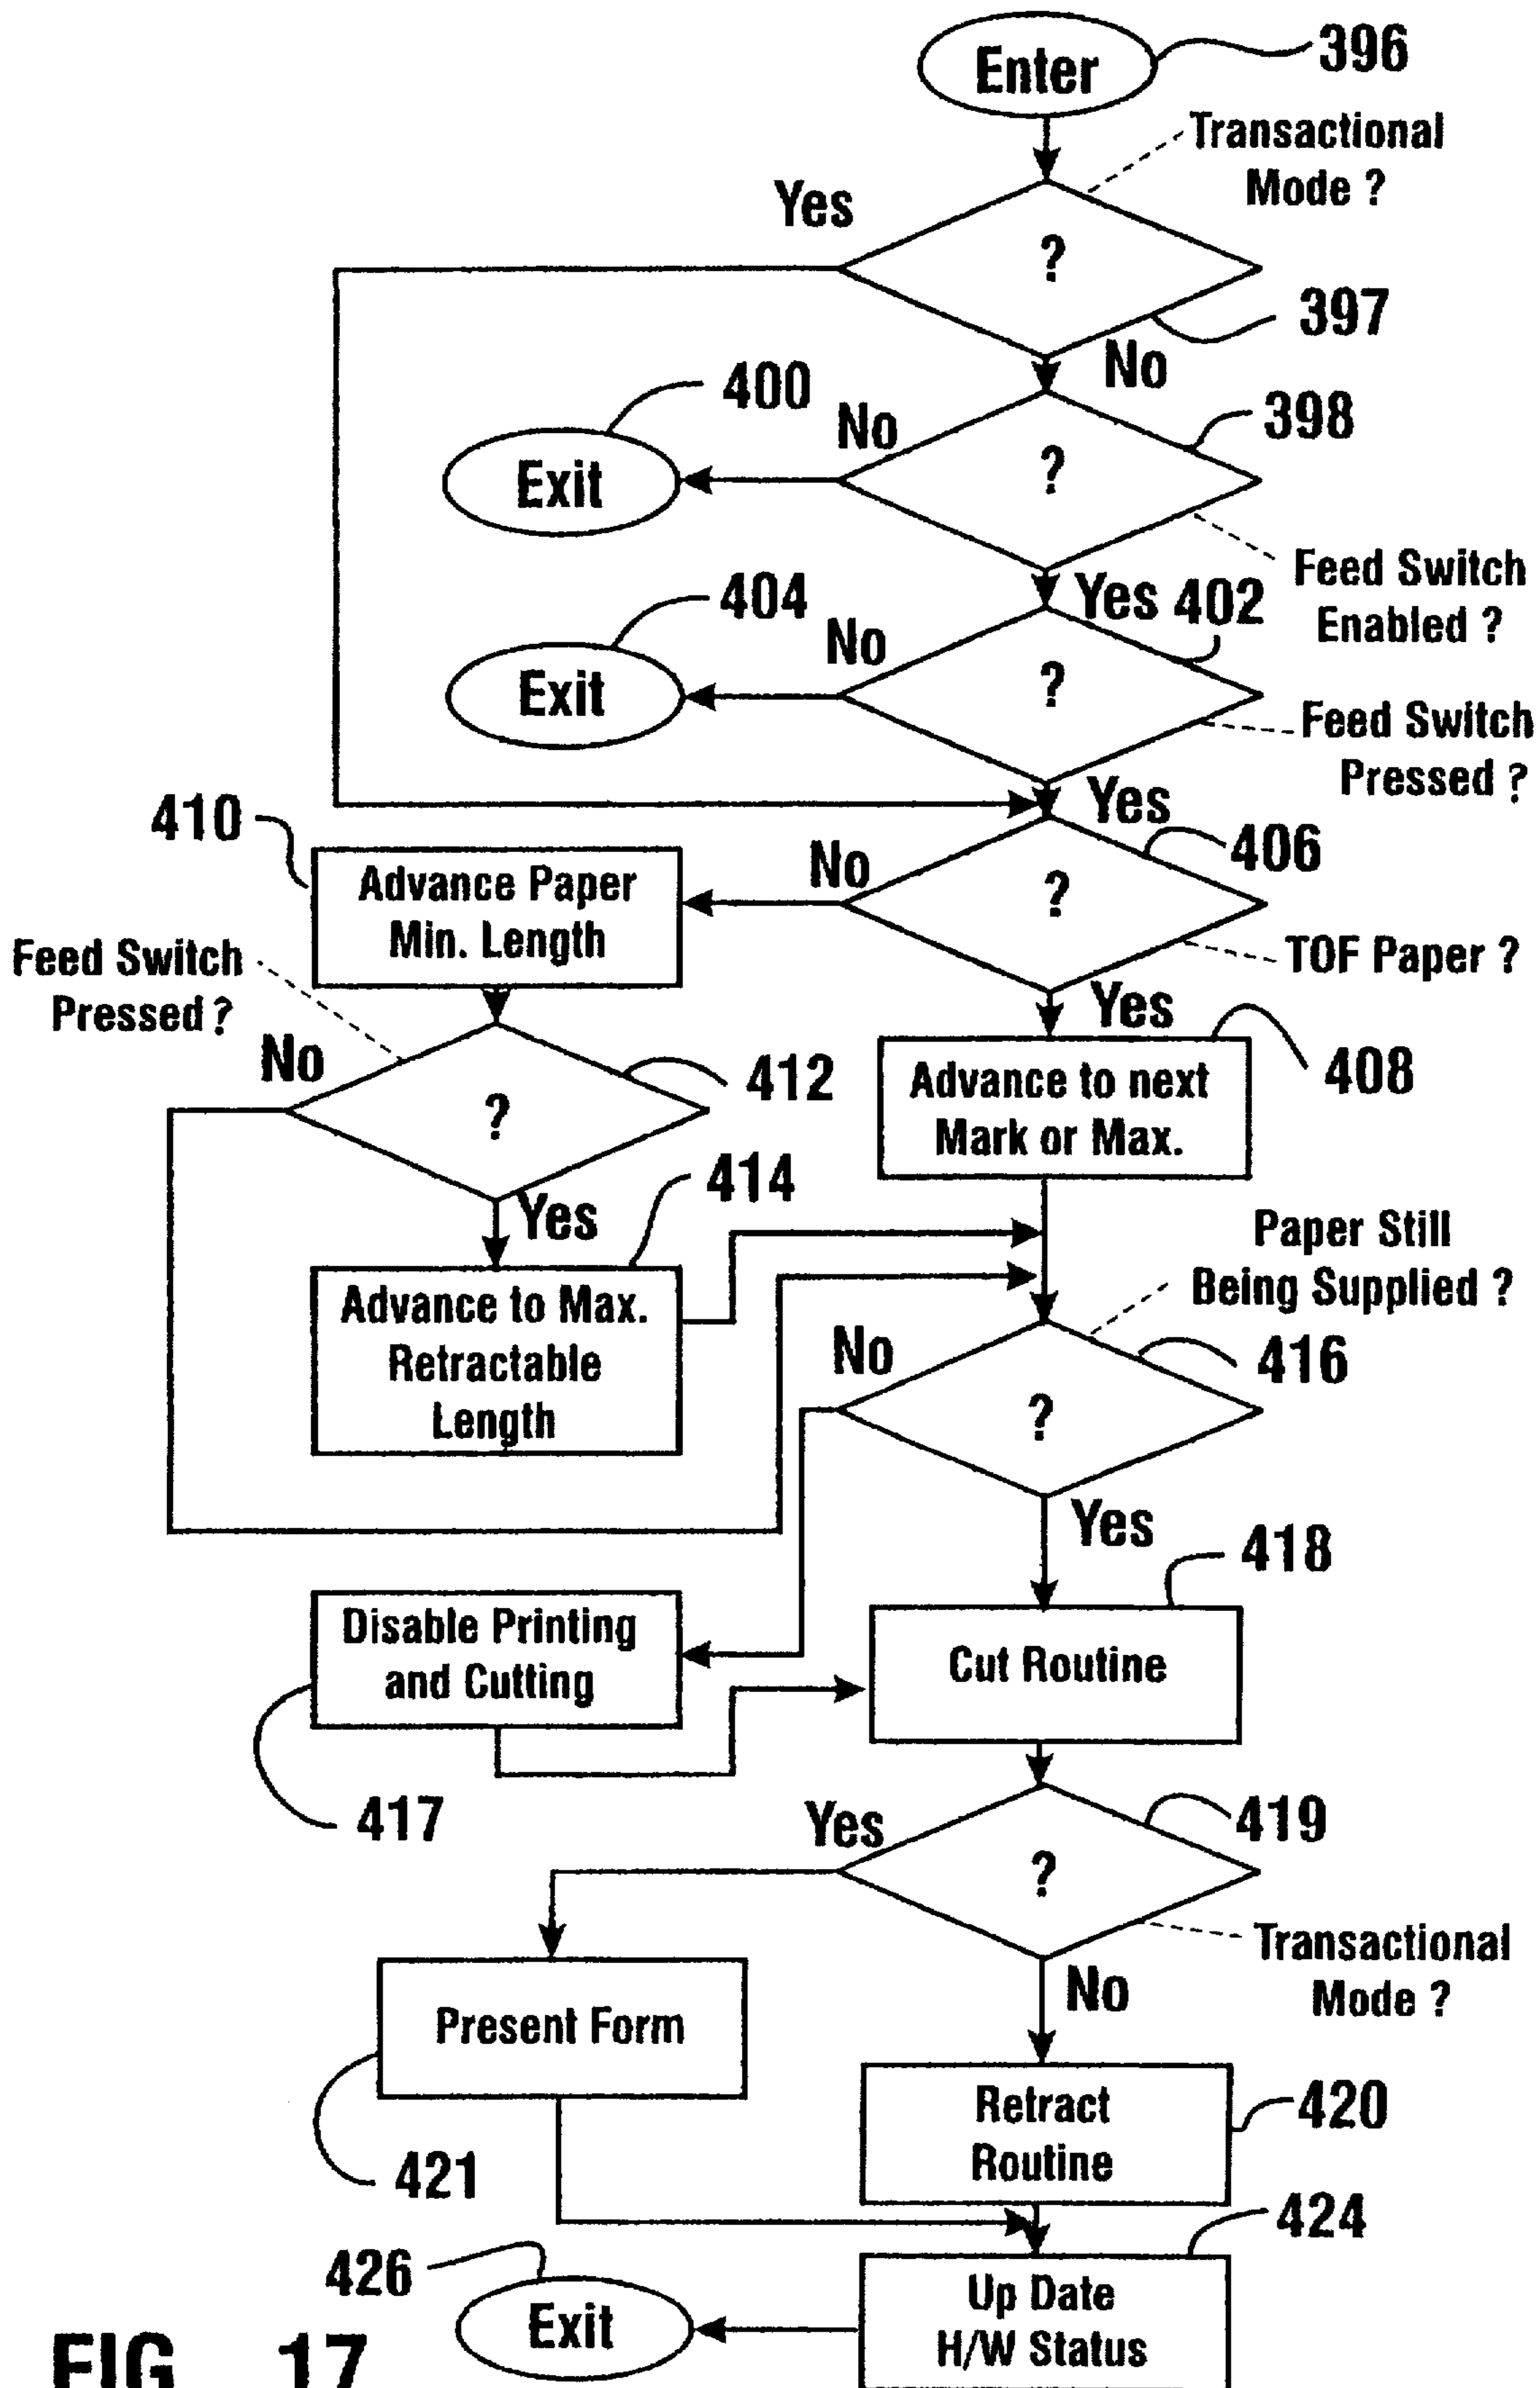 Enter
396
Transactional
Mode ?
Yes
?
397
No
400
No
398
Exit
?
Feed Switch
Enabled ?
404
Yes 402
No
Exit
?
Feed Switch
Pressed ?
Yes
410
406
No
Advance Paper
Min. Length
?
TOF Paper ?
Feed Switch
Pressed ?
Yes
No
412
?
408
Advance to next
Mark or Max.
414
Yes
Paper Still
Being Supplied ?
Advance to Max.
Retractable
Length
No
416
?
Yes
418
Disable Printing
and Cutting
Cut Routine
417
Yes
419
?
Transactional
Mode ?
No
Present Form
421
Retract
Routine
420
424
426
Exit
Up Date
H/W Status
FIG 17